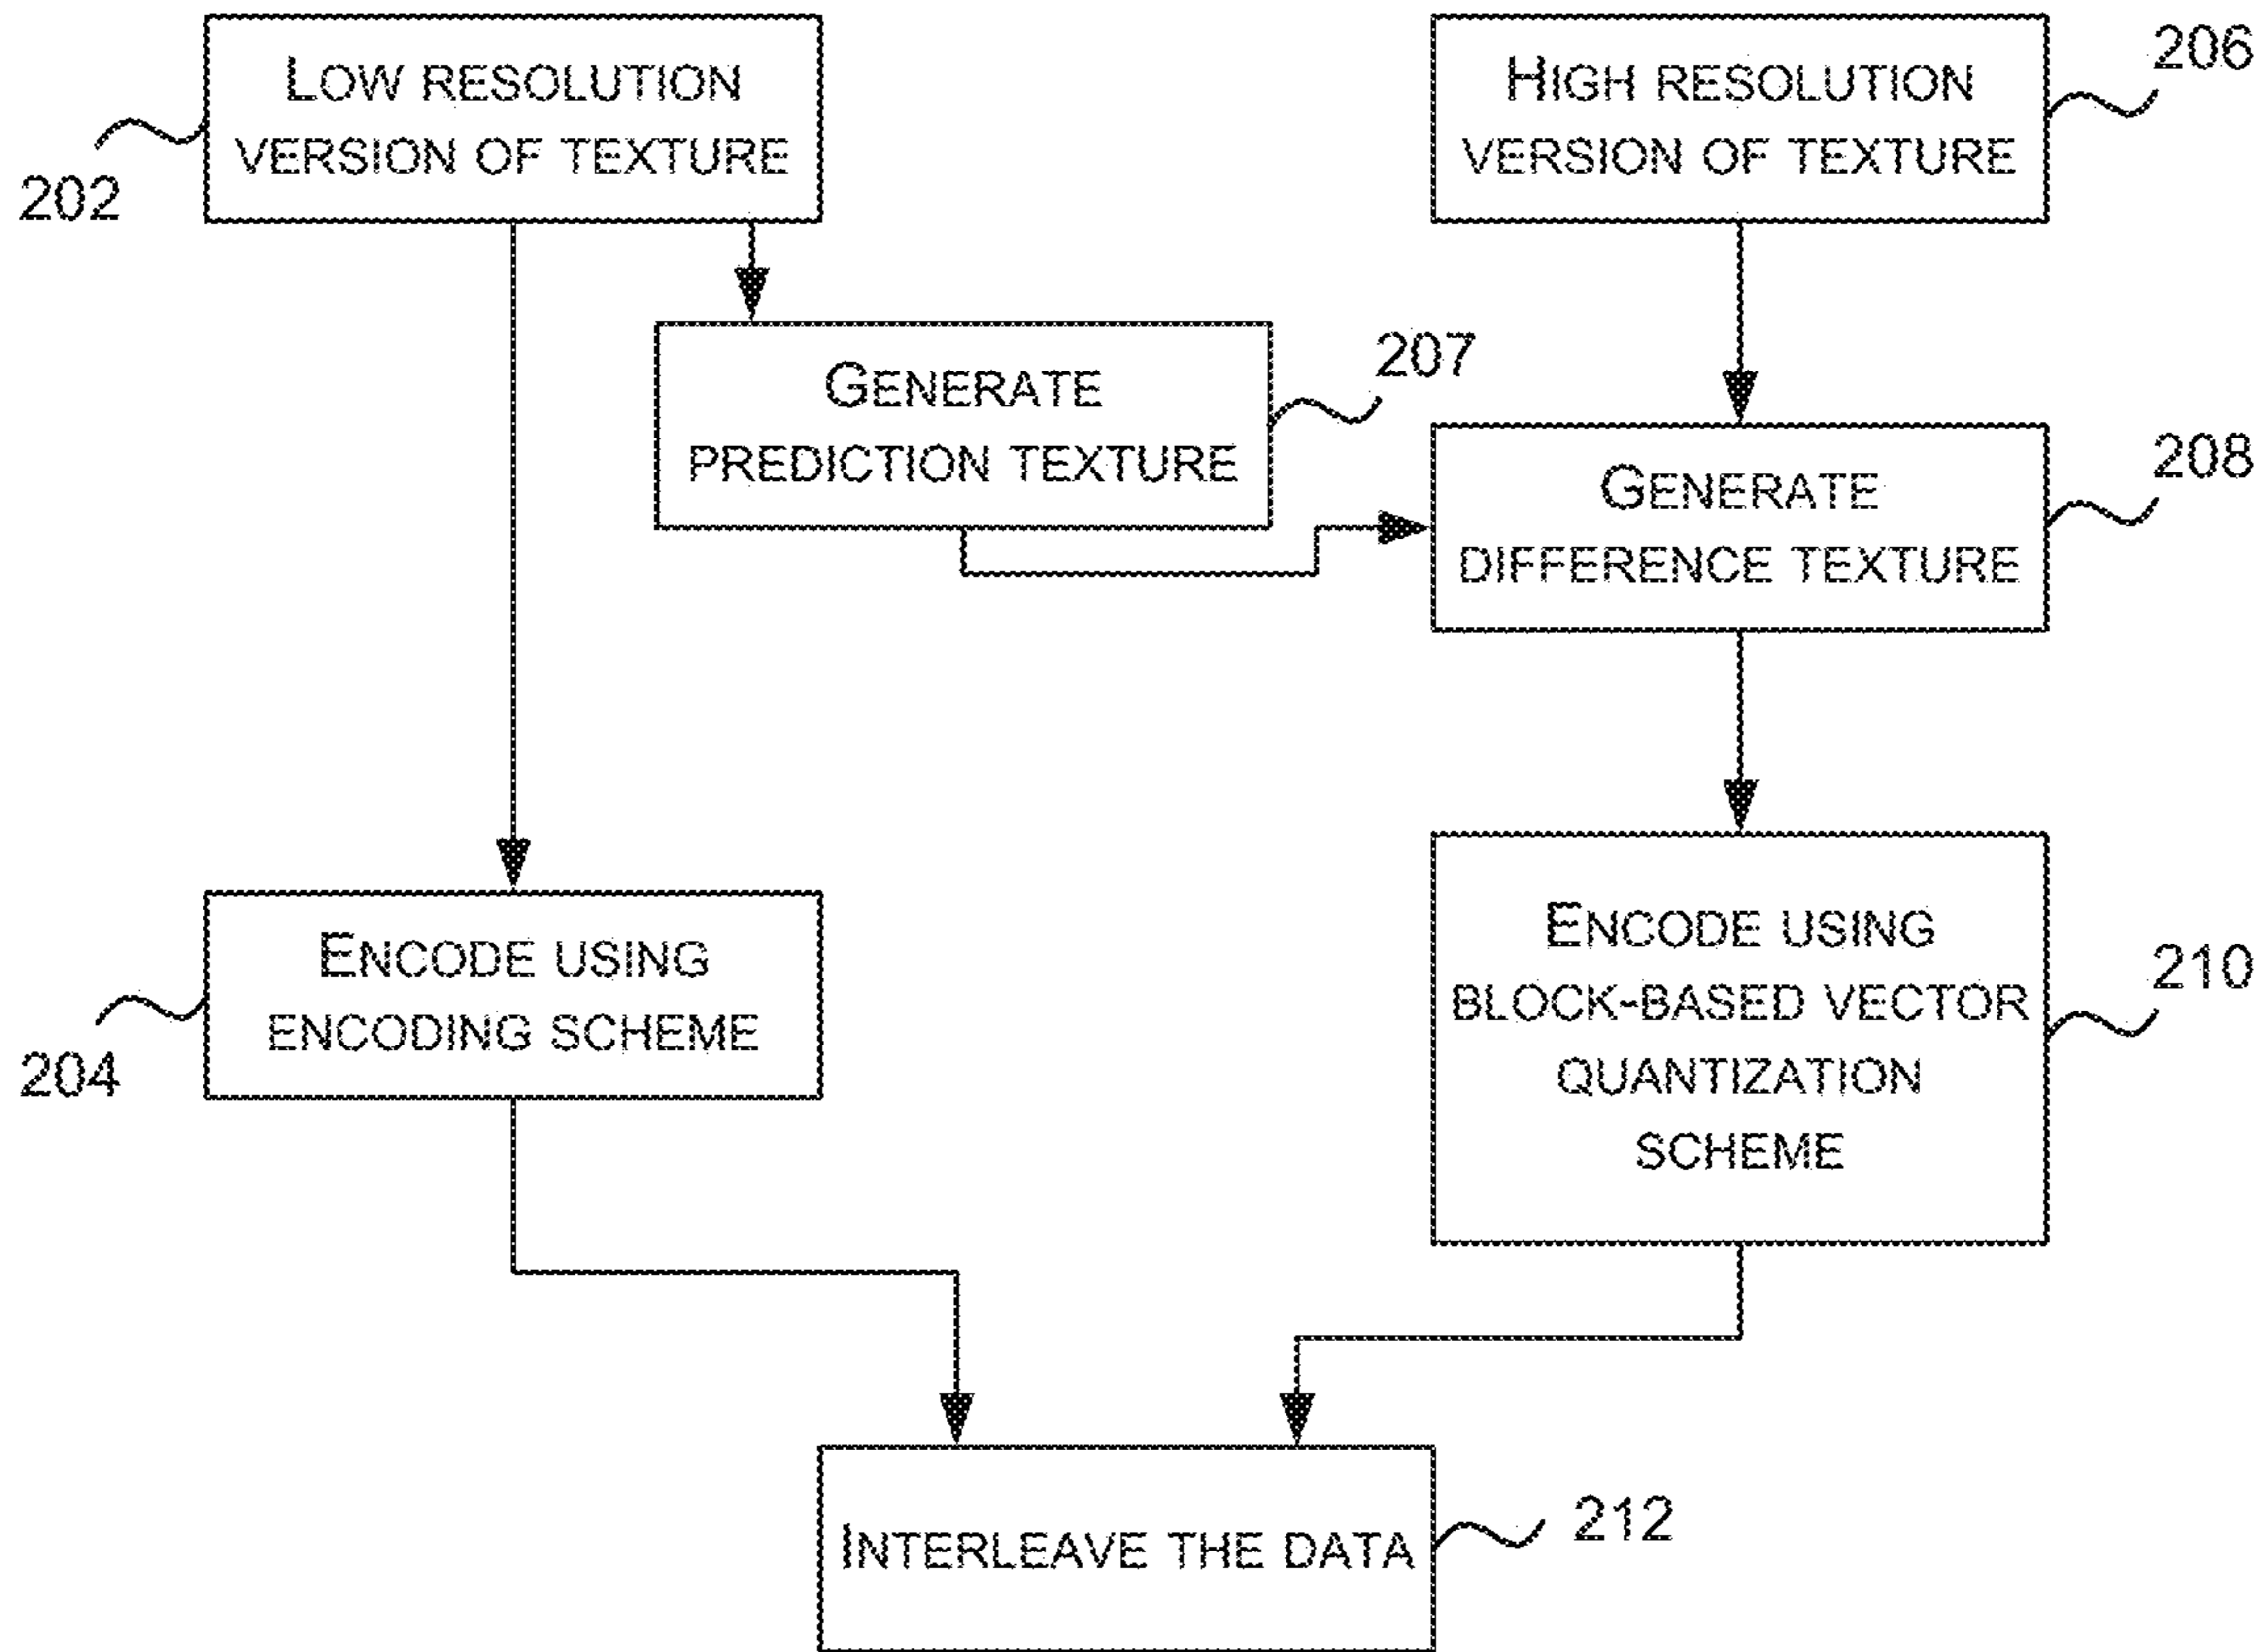 LOW RESOLUTION
VERSION OF TEXTURE
202
HIGH RESOLUTION
VERSION OF TEXTURE
206
GENERATE
PREDICTION TEXTURE
207
GENERATE
DIFFERENCE TEXTURE
208
ENCODE USING
ENCODING SCHEME
204
ENCODE USING
BLOCK-BASED VECTOR
QUANTIZATION
SCHEME
210
INTERLEAVE THE DATA
212